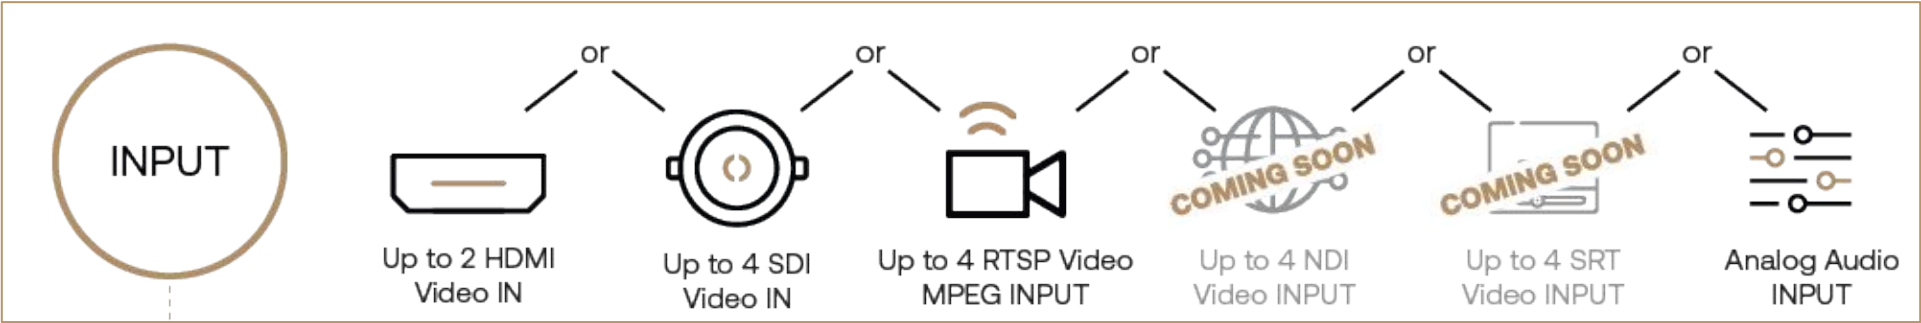 INPUT
or
or
or
or
or
COMING SOON
COMING SOON
Up to 2 HDMI
Video IN
Up to 4 SDI
Video IN
Up to 4 RTSP Video
MPEG INPUT
Up to 4 NDI
Video INPUT
Up to 4 SRT
Video INPUT
Analog Audio
INPUT